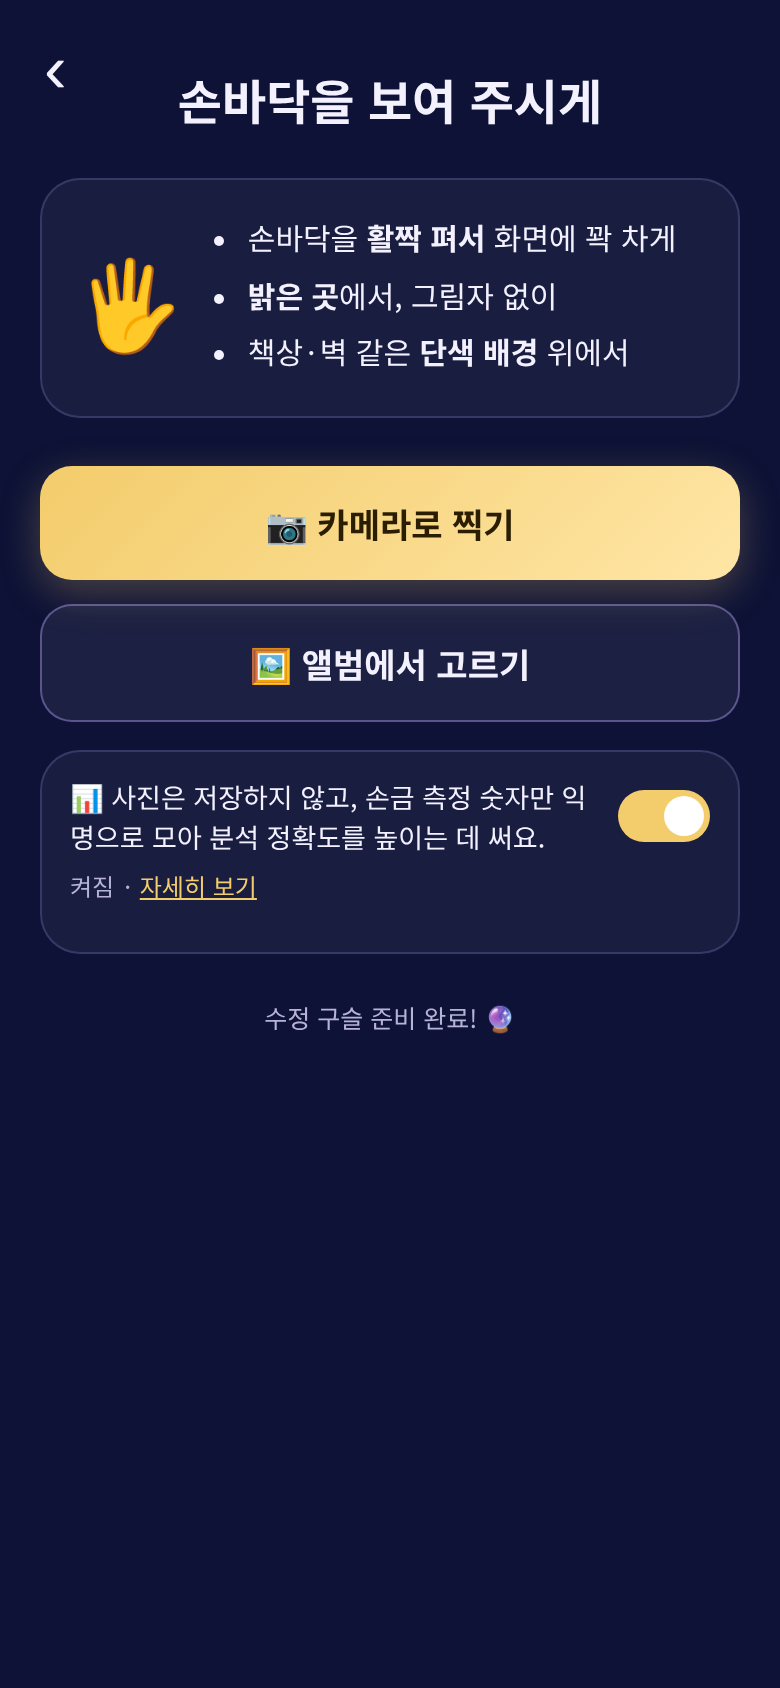 손바닥을 보여 주시게
손바닥을 활짝 펴서 화면에 꽉 차게
밝은 곳에서, 그림자 없이
책상·벽 같은 단색 배경 위에서
카메라로 찍기
앨범에서 고르기
사진은 저장하지 않고, 손금 측정 숫자만 익
명으로 모아 분석 정확도를 높이는 데 써요.
켜짐 · 자세히 보기
수정 구슬 준비 완료!